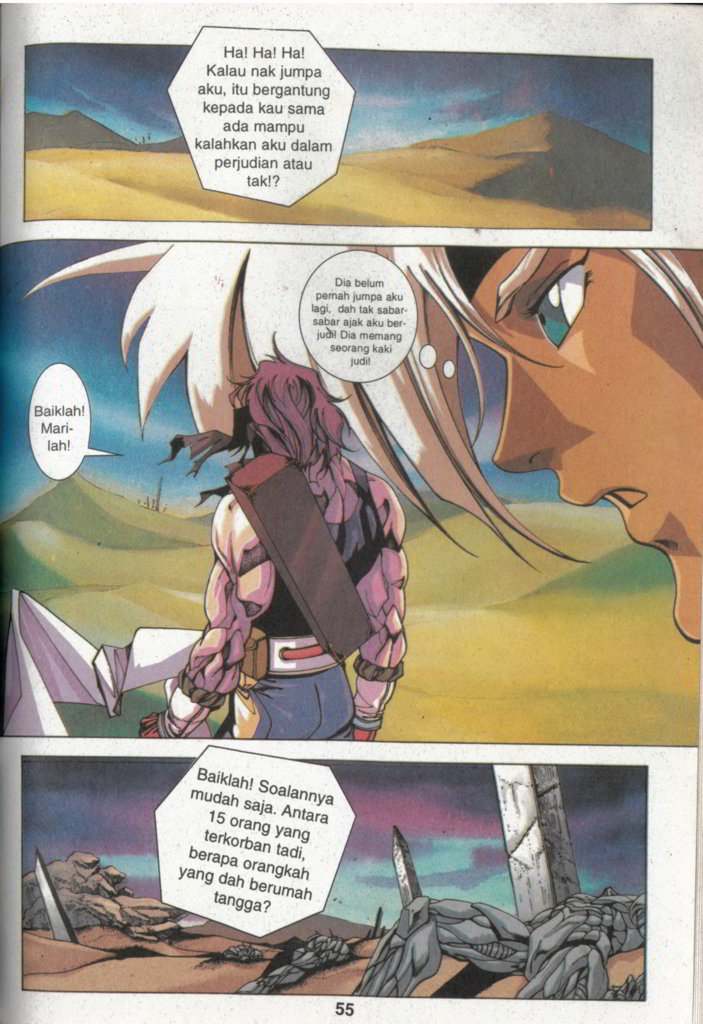 Ha! Ha! Ha!
Kalau nak jumpa
aku, itu bergantung
kepada kau sama
ada mampu
kalahkan aku dalam
perjudian atau
tak!?
Dia belum
pernah jumpa aku
lagi, dah tak sabar-
sabar ajak aku ber-
judi! Dia memang
seorang kaki
judi!
Baiklah!
Mari-
lah!
Baiklah! Soalannya
mudah saja. Antara
15 orang yang
terkorban tadi,
berapa orangkah
yang dah berumah
tangga?
55